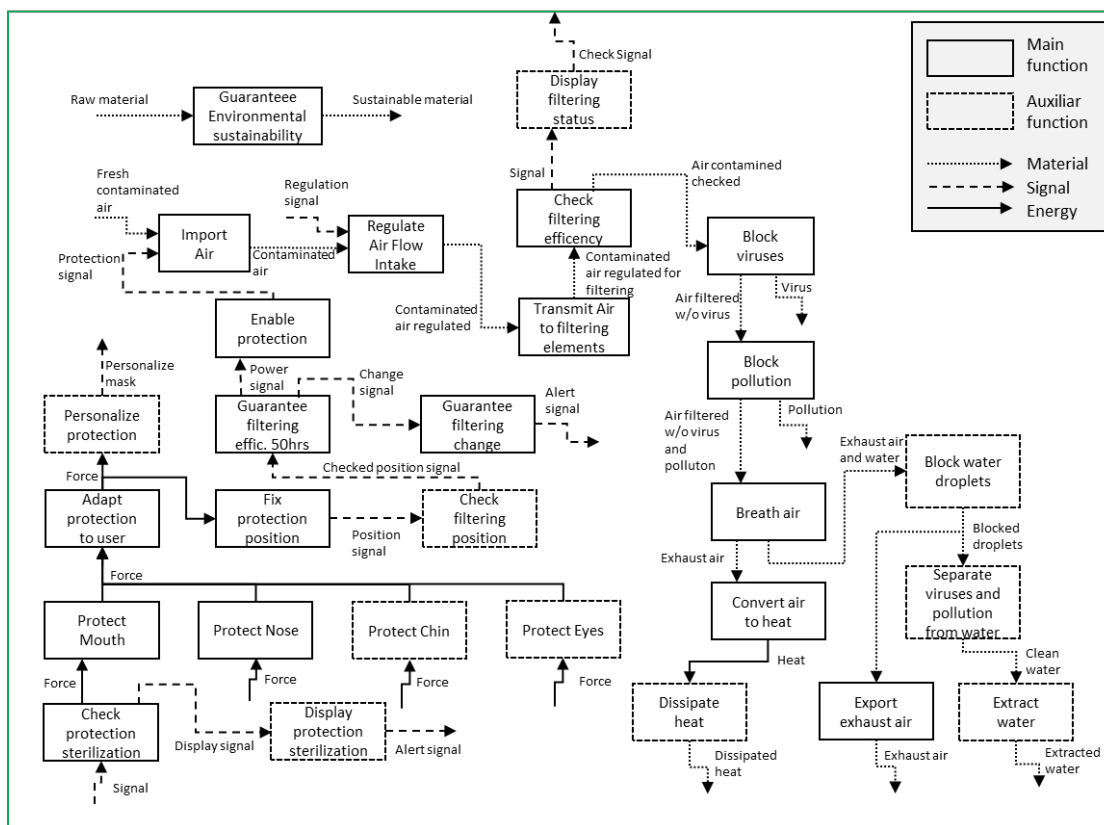 Main
function
Auxiliar
function
Material
Signal
Energy
Check Signal
Display
filtering
status
Raw material
Guaranteee
Environmental
sustainability
Sustainable material
Signal
Air contamined
checked
Fresh
contaminated
air
Regulation
signal
Check
filtering
efficency
Import
Air
Regulate
Air Flow
Intake
Block
viruses
Protection
signal
Contaminated
air
Contaminated
air regulated for
filtering
Virus
Air filtered
w/o virus
Enable
protection
Contaminated
air regulated
Transmit Air
to filtering
elements
Personalize
mask
Power
signal
Change
signal
Block
pollution
Alert
signal
Personalize
protection
Guarantee
filtering
effic. 50hrs
Guarantee
filtering
change
Pollution
Air filtered
w/o virus
and
polluton
Exhaust air
and water
Block water
droplets
Force
Checked position signal
Adapt
protection
to user
Fix
protection
position
Position
signal
Check
filtering
position
Breath air
Blocked
droplets
Exhaust air
Force
Separate
viruses and
pollution
from water
Protect
Mouth
Protect Nose
Protect Chin
Protect Eyes
Convert air
to heat
Clean
water
Heat
Force
Force
Force
Force
Check
protection
sterilization
Display signal
Display
protection
sterilization
Alert signal
Dissipate
heat
Export
exhaust air
Extract
water
Signal
Dissipated
heat
Exhaust air
Extracted
water